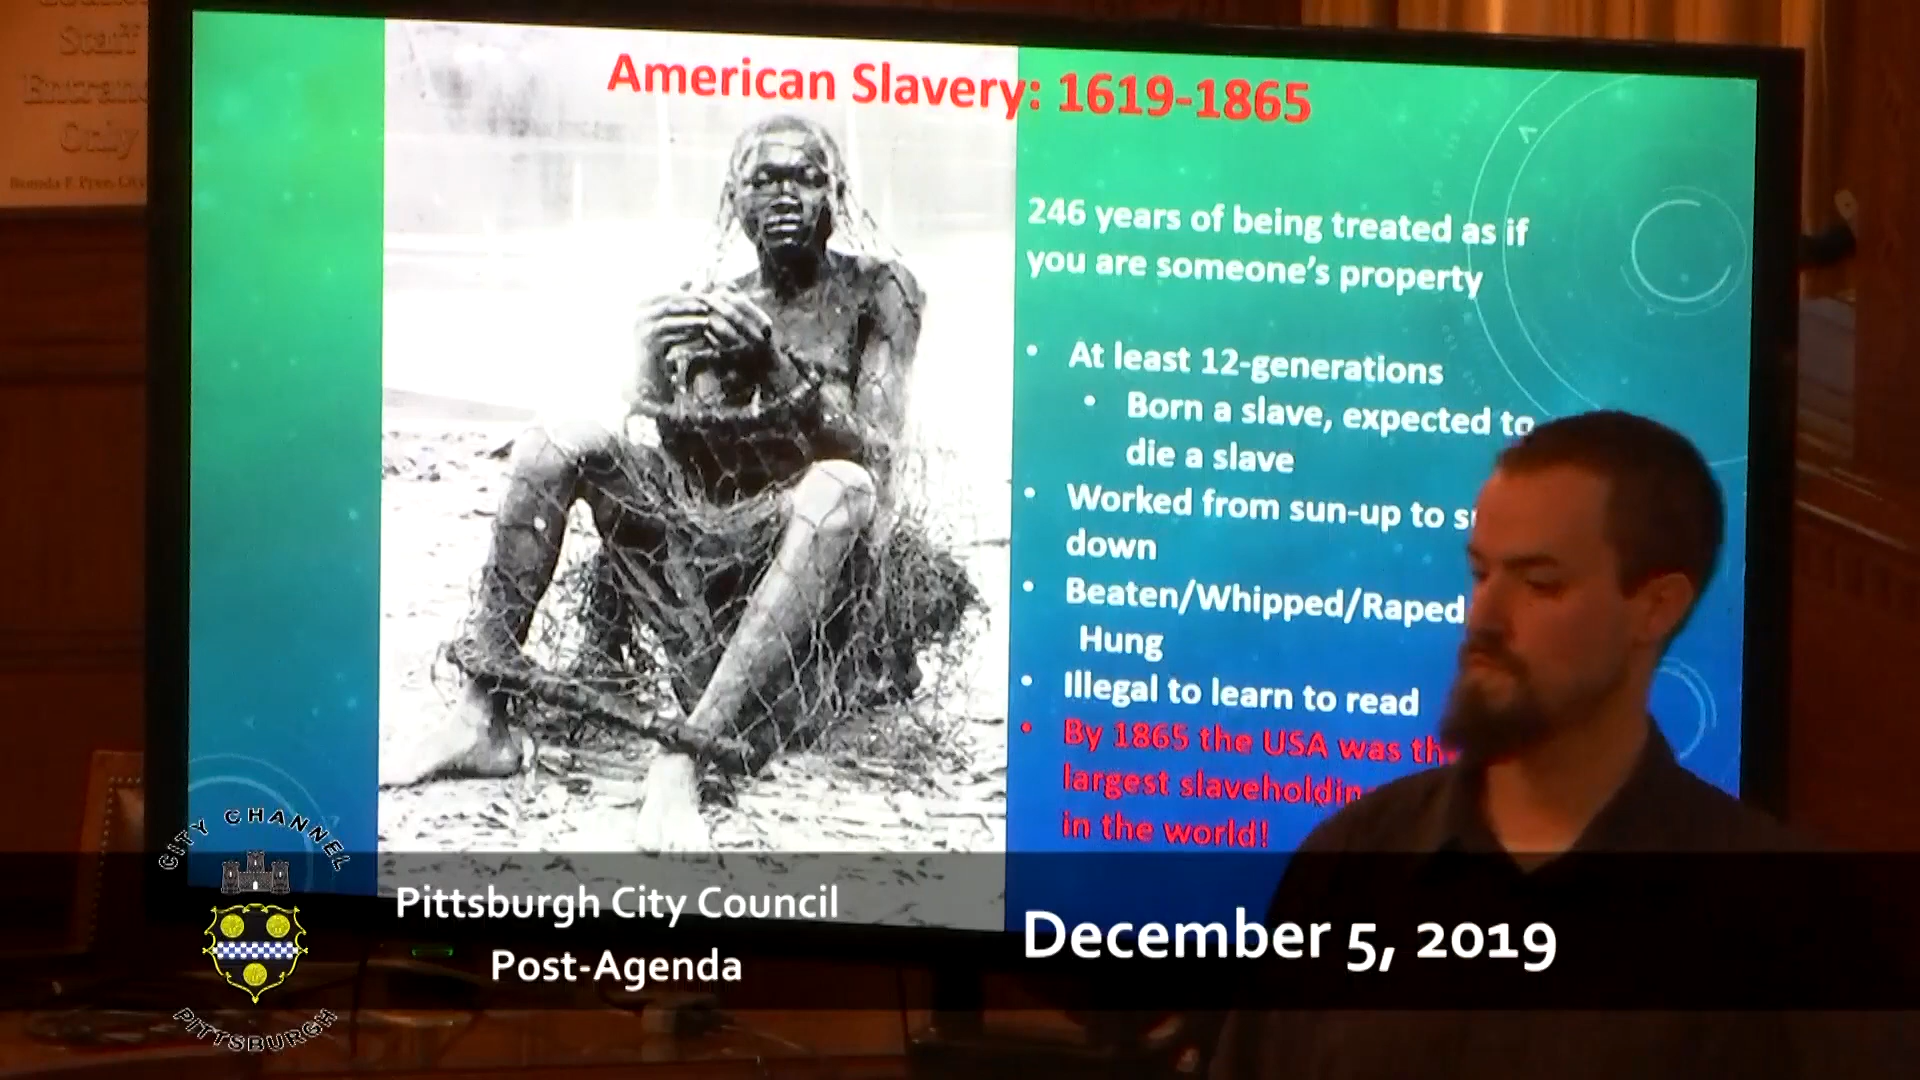 Staff
Entrance
Only
American Slavery: 1619-1865
246 years of being treated as if
you are someone's property
• At least 12-generations
• Born a slave, expected to
die a slave
• Worked from sun-up to
down
• Beaten/Whipped/Raped
Hung
• Illegal to learn to read
• By 1865 the USA was
largest
in the world!
CITY CHANNEL
PITTSBURGH
Pittsburgh City Council
Post-Agenda
December 5, 2019